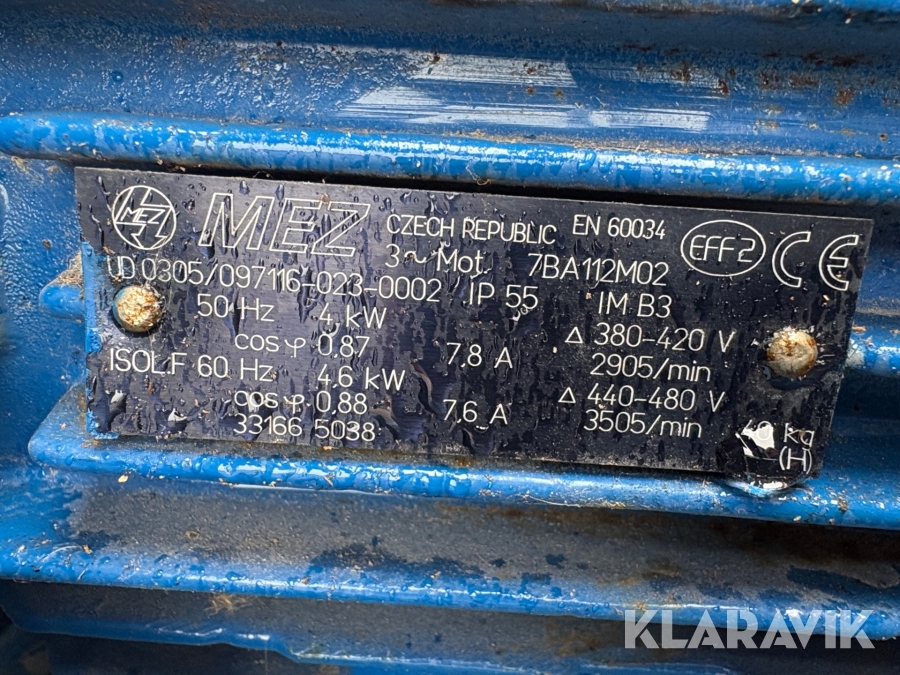 MEZ MEZ CZECH REPUBLIC EN 60034 EFF2 CE
3~Mot. 7BA112M02
UD 0305/097116-023-0002 IP 55 IM B3
50 Hz 4 kW Δ 380-420 V
cos φ 0,87 7,8 A 2905/min
ISOL.F 60 Hz 4,6 kW Δ 440-480 V
cos φ 0,88 7,6 A 3505/min
33166 5038 kg
(H)
KLARAVIK